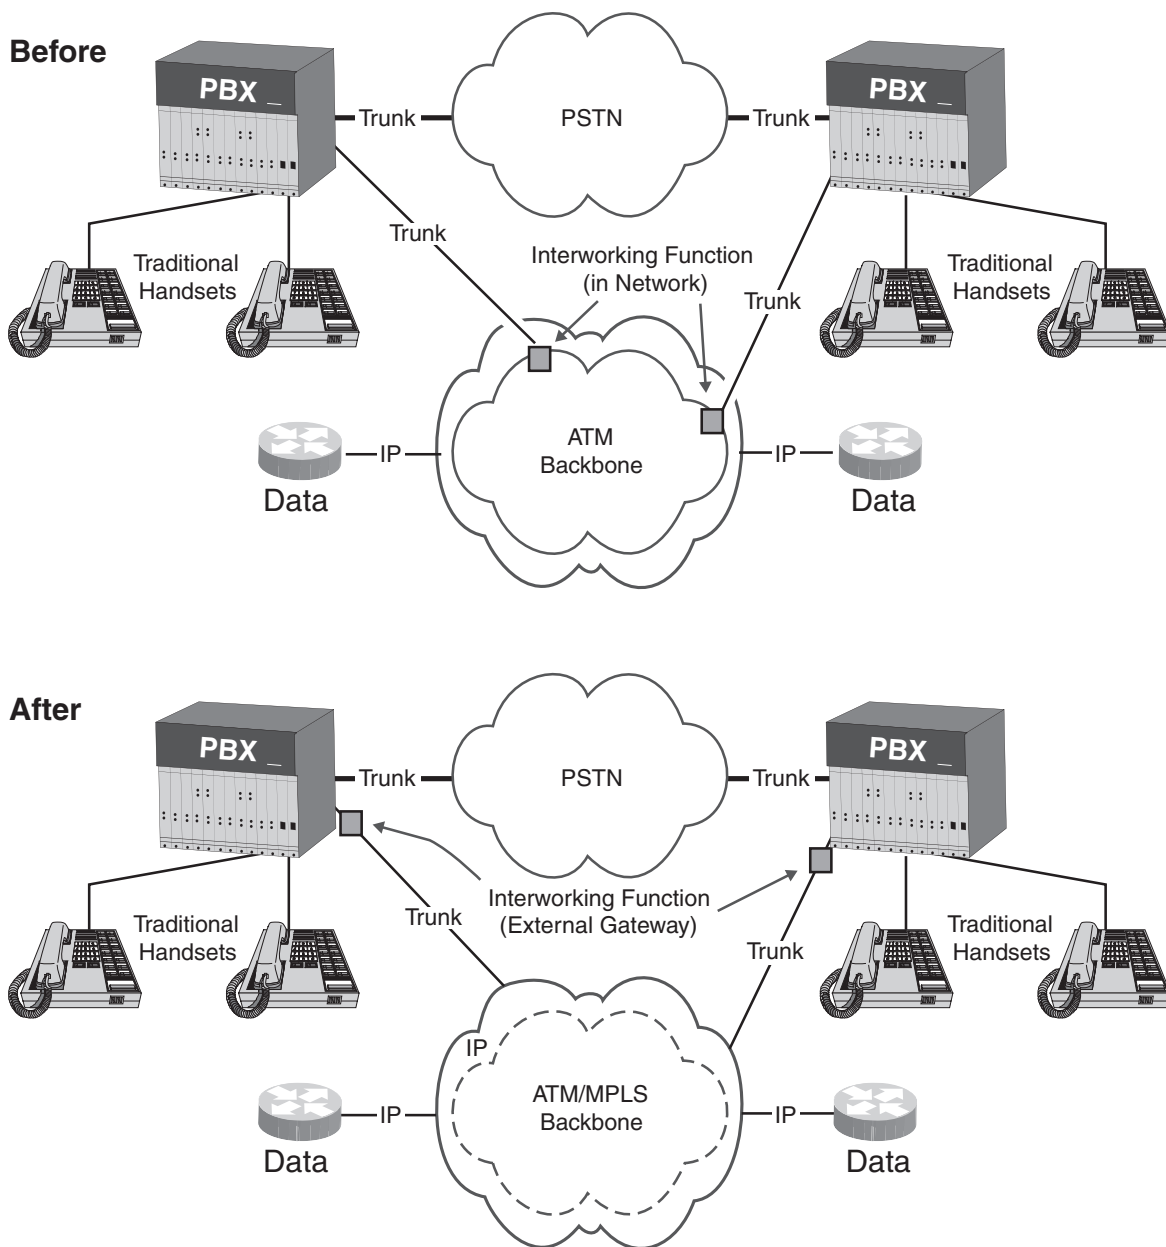 Before
PBX
Trunk
PSTN
Trunk
PBX
Trunk
Interworking Function
(in Network)
Trunk
Traditional
Handsets
Traditional
Handsets
ATM
Backbone
IP
IP
Data
Data
After
PBX
Trunk
PSTN
Trunk
PBX
Interworking Function
(External Gateway)
Trunk
Trunk
Traditional
Handsets
Traditional
Handsets
IP
ATM/MPLS
Backbone
IP
IP
Data
Data